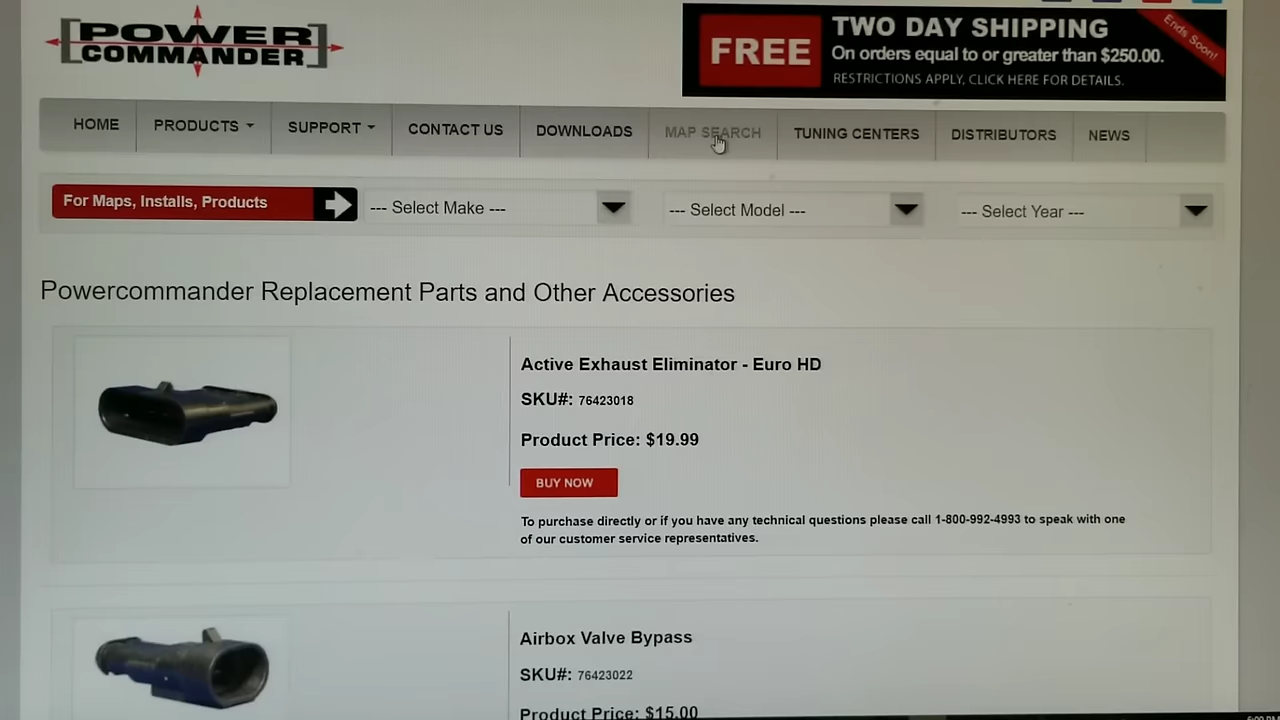 POWER
COMMANDER
FREE
TWO DAY SHIPPING
On orders equal to or greater than $250.00.
RESTRICTIONS APPLY, CLICK HERE FOR DETAILS.
Ends Soon!
HOME PRODUCTS SUPPORT CONTACT US DOWNLOADS MAP SEARCH TUNING CENTERS DISTRIBUTORS NEWS
For Maps, Installs, Products --- Select Make --- --- Select Model --- --- Select Year ---
Powercommander Replacement Parts and Other Accessories
Active Exhaust Eliminator - Euro HD
SKU#: 76423018
Product Price: $19.99
BUY NOW
To purchase directly or if you have any technical questions please call 1-800-992-4993 to speak with one
of our customer service representatives.
Airbox Valve Bypass
SKU#: 76423022
Product Price: $15.00